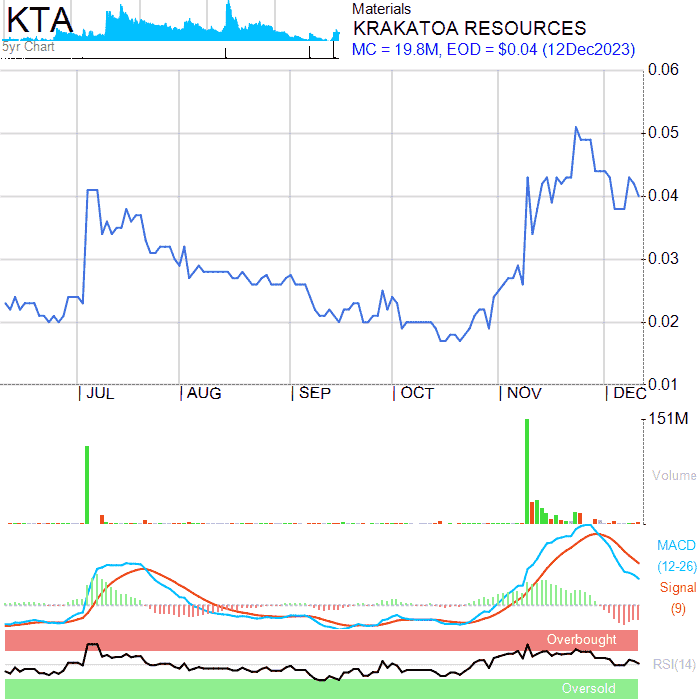 KTA
5yr Chart
Materials
KRAKATOA RESOURCES
MC = 19.8M, EOD = $0.04 (12Dec2023)
0.06
0.05
0.04
0.03
0.02
0.01
JUL AUG SEP OCT NOV DEC
151M
Volume
MACD
(12-26)
Signal
(9)
Overbought
RSI(14)
Oversold